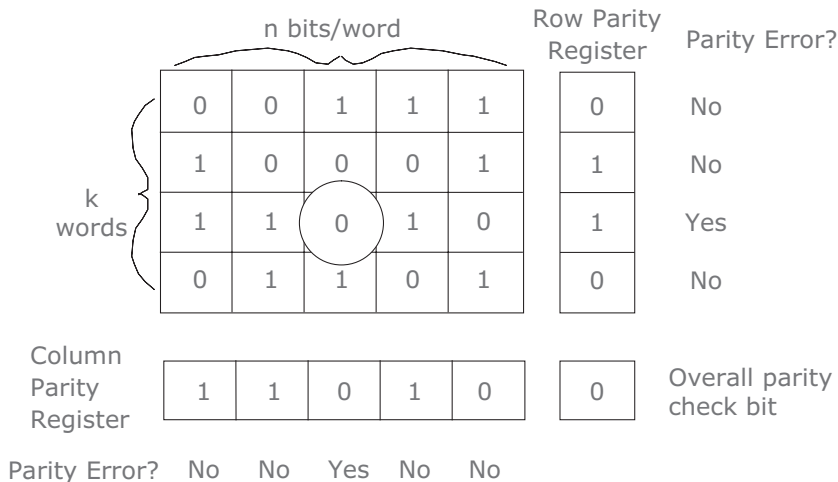 n bits/word
Row Parity
Register
Parity Error?
0 0 1 1 1 0 No
1 0 0 0 1 1 No
k
words
1 1 0 1 0 1 Yes
0 1 1 0 1 0 No
Column
Parity
Register
1 1 0 1 0 0
Overall parity
check bit
Parity Error? No No Yes No No